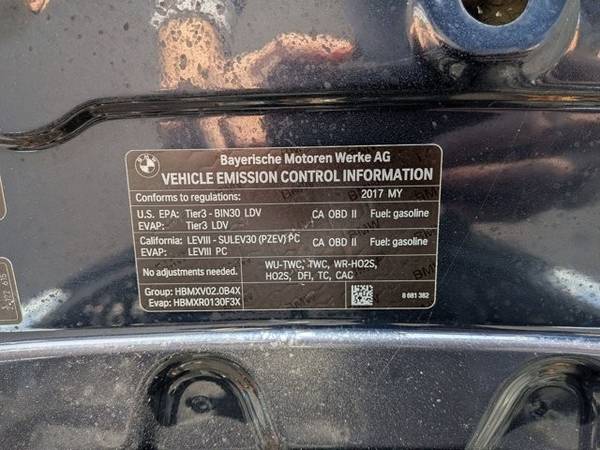 BMW
Bayerische Motoren Werke AG
VEHICLE EMISSION CONTROL INFORMATION
Conforms to regulations: 2017 MY
U.S. EPA: Tier3 - BIN30 LDV CA OBD II Fuel: gasoline
EVAP: Tier3 LDV
California: LEVIII - SULEV30 (PZEV) PC CA OBD II Fuel: gasoline
EVAP: LEVIII PC
No adjustments needed. WU-TWC, TWC, WR-HO2S,
HO2S, DFI, TC, CAC
Group: HBMXV02.0B4X
Evap: HBMXR0130F3X 8 681 382